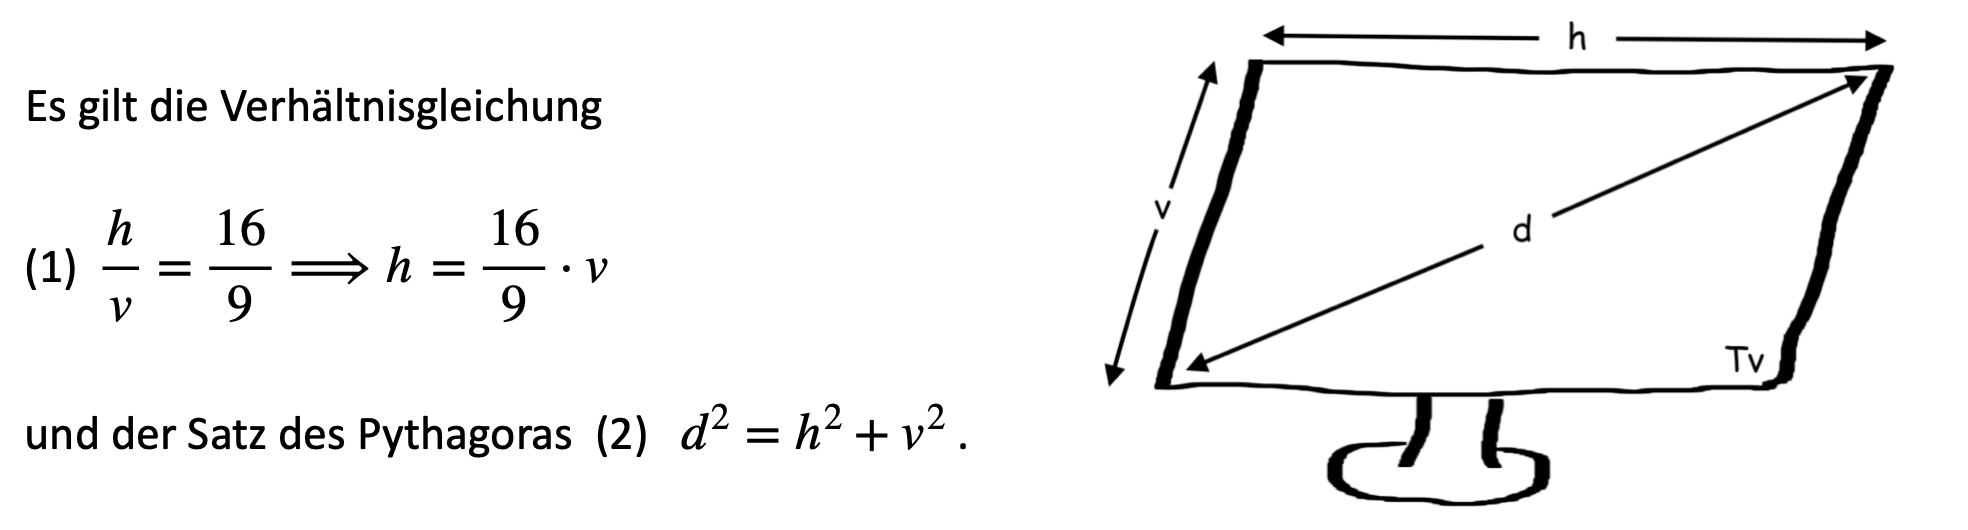 Es gilt die Verhältnisgleichung
(1) h/v = 16/9 ⟹ h = 16/9 · v
und der Satz des Pythagoras (2) d² = h² + v² .
h
v
d
Tv